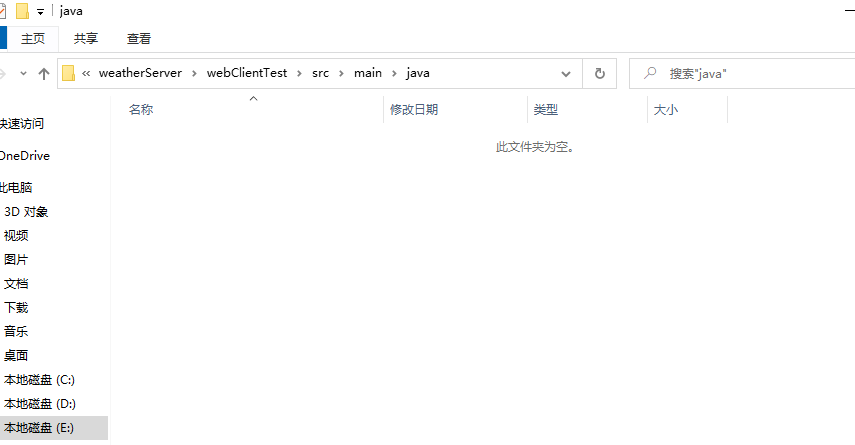 java
主页 共享 查看
« weatherServer › webClientTest › src › main › java 搜索"java"
名称 修改日期 类型 大小
此文件夹为空。
快速访问
OneDrive
此电脑
3D 对象
视频
图片
文档
下载
音乐
桌面
本地磁盘 (C:)
本地磁盘 (D:)
本地磁盘 (E:)